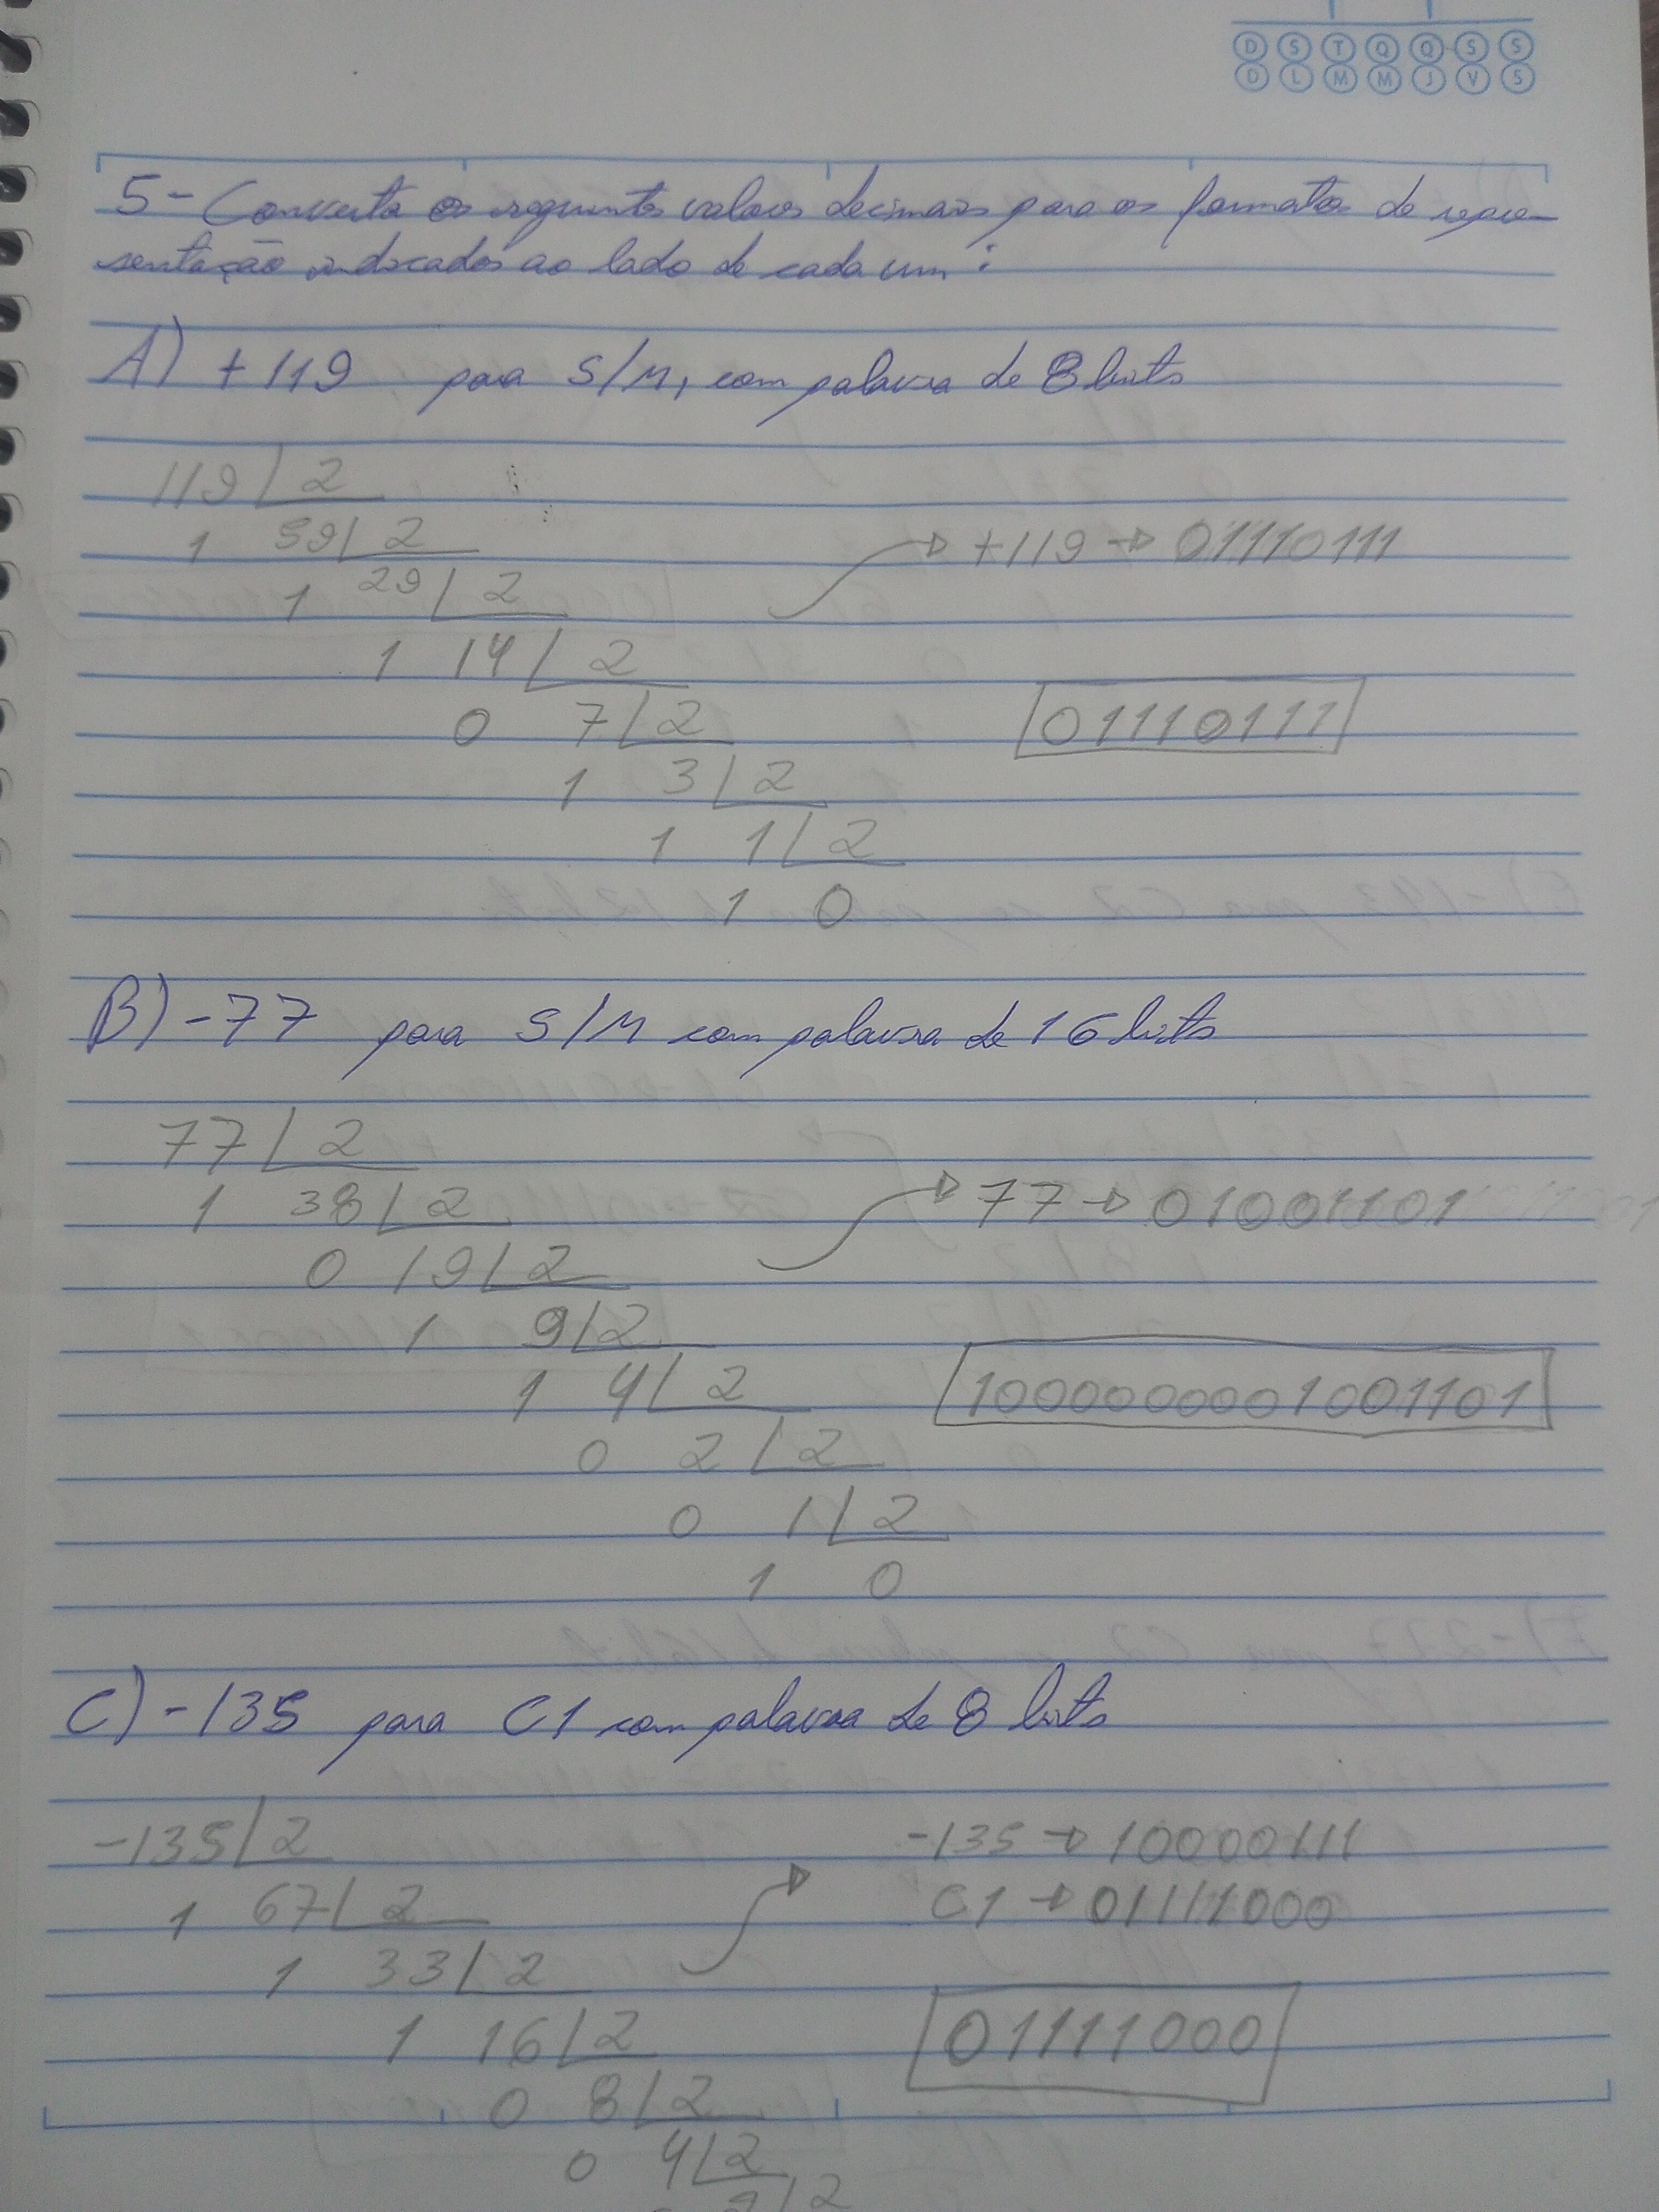 D S T Q Q S S
D L M M J V S
5 - Converta os seguintes valores decimais para os formatos de repre-
sentação indicados ao lado de cada um:
A) +119 para S/M, com palavra de 8 bits
119 2
1 59 2
+119 → 01110111
1 29 2
1 14 2
0 7 2
01110111
1 3 2
1 1 2
1 0
B) -77 para S/M com palavra de 16 bits
77 2
1 38 2
77 → 01001101
0 19 2
1 9 2
1 4 2
1000000001001101
0 2 2
0 1 2
1 0
C) -135 para C1 com palavra de 8 bits
-135 2
-135 → 10000111
1 67 2
C1 → 01111000
1 33 2
1 16 2
01111000
0 8 2
0 4 2
2